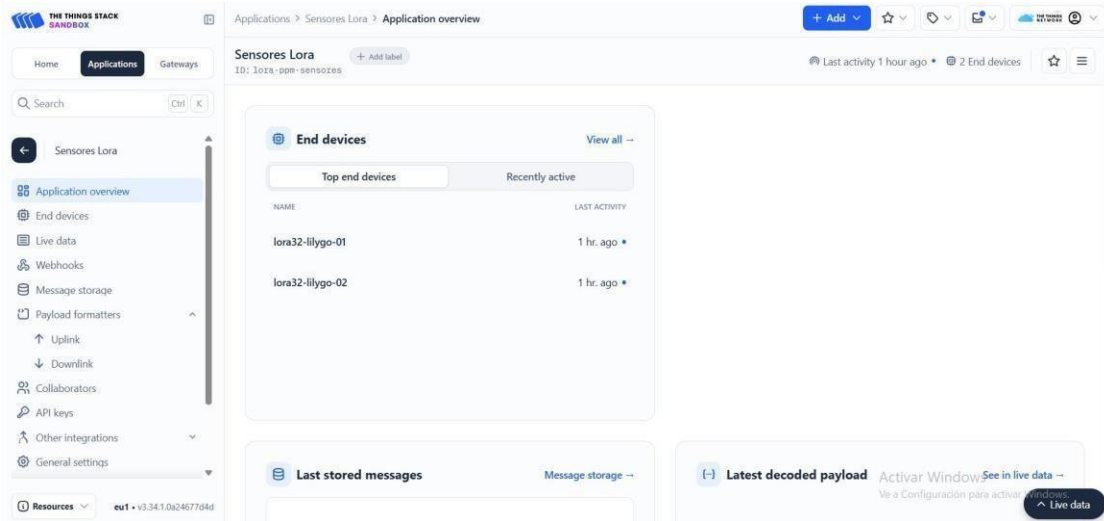 THE THINGS STACK
SANDBOX
Applications > Sensores Lora > Application overview
+ Add
THE THINGS
NETWORK
Home
Applications
Gateways
Sensores Lora
+ Add label
ID: lora-ppm-sensores
Last activity 1 hour ago • 2 End devices
Search
Ctrl K
Sensores Lora
Application overview
End devices
Live data
Webhooks
Message storage
Payload formatters
Uplink
Downlink
Collaborators
API keys
Other integrations
General settings
Resources
eu1 • v3.34.1.0a24677d4d
End devices
View all →
Top end devices
Recently active
NAME
LAST ACTIVITY
lora32-lilygo-01
1 hr. ago •
lora32-lilygo-02
1 hr. ago •
Last stored messages
Message storage →
Latest decoded payload
See in live data →
Activar Windows
Ve a Configuración para activar Windows.
Live data